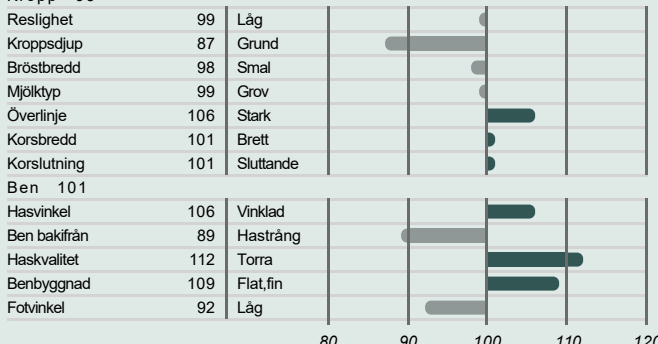 Reslighet 99 Låg
Kroppsdjup 87 Grund
Bröstbredd 98 Smal
Mjölktyp 99 Grov
Överlinje 106 Stark
Korsbredd 101 Brett
Korslutning 101 Sluttande
Ben 101
Hasvinkel 106 Vinklad
Ben bakifrån 89 Hastrång
Haskvalitet 112 Torra
Benbyggnad 109 Flat,fin
Fotvinkel 92 Låg
80 90 100 110 120